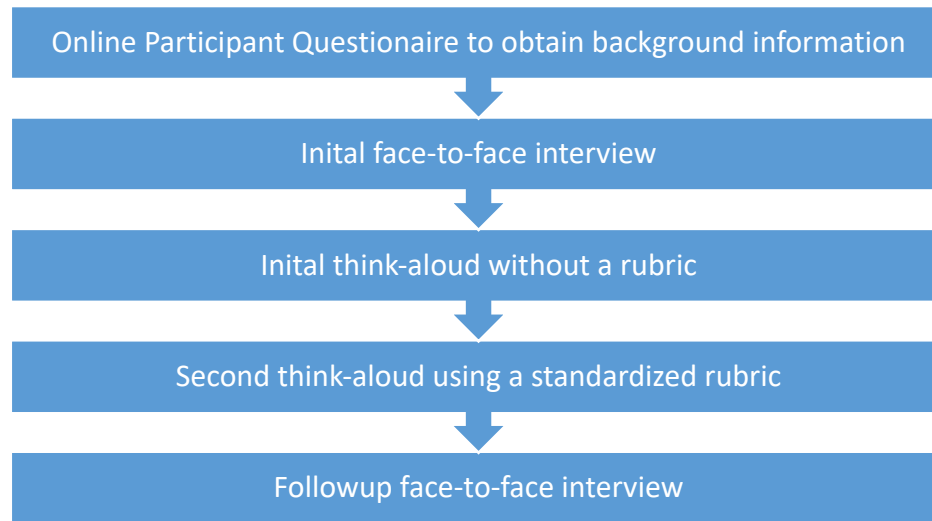 Online Participant Questionaire to obtain background information
Inital face-to-face interview
Inital think-aloud without a rubric
Second think-aloud using a standardized rubric
Followup face-to-face interview